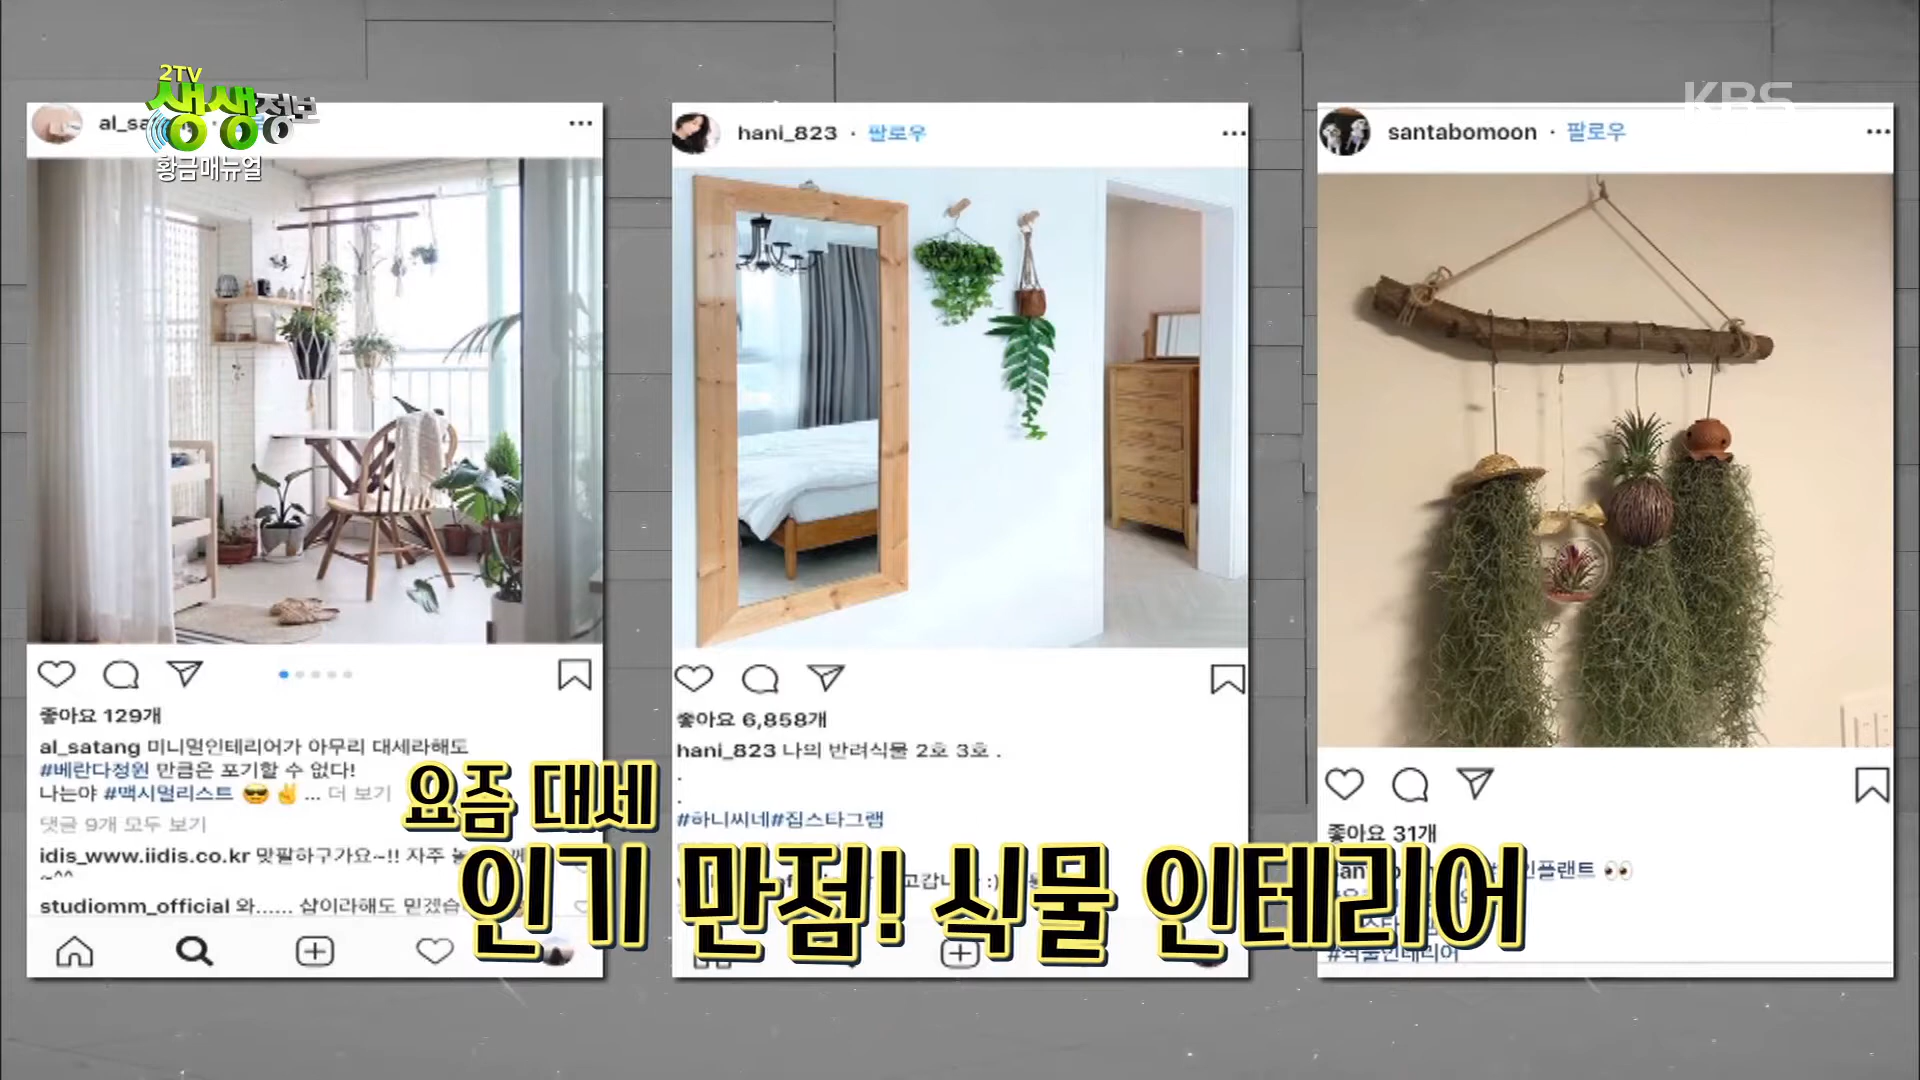 2TV
생생정보
황금매뉴얼
KBS
hani_823 · 팔로우
santabomoon · 팔로우
좋아요 129개
al_satang 미니멀인테리어가 아무리 대세라해도
#베란다정원 만큼은 포기할 수 없다!
나는야 #맥시멀리스트 😎✌️ ... 더 보기
댓글 9개 모두 보기
idis_www.iidis.co.kr 맞팔하구가요~!! 자주
~^^
studiomm_official 와...... 샵이라해도 믿겠습
좋아요 6,858개
hani_823 나의 반려식물 2호 3호 .
.
.
#하니씨네#집스타그램
좋아요 31개
인플랜트 👀
#식물인테리어
요즘 대세
인기 만점! 식물 인테리어